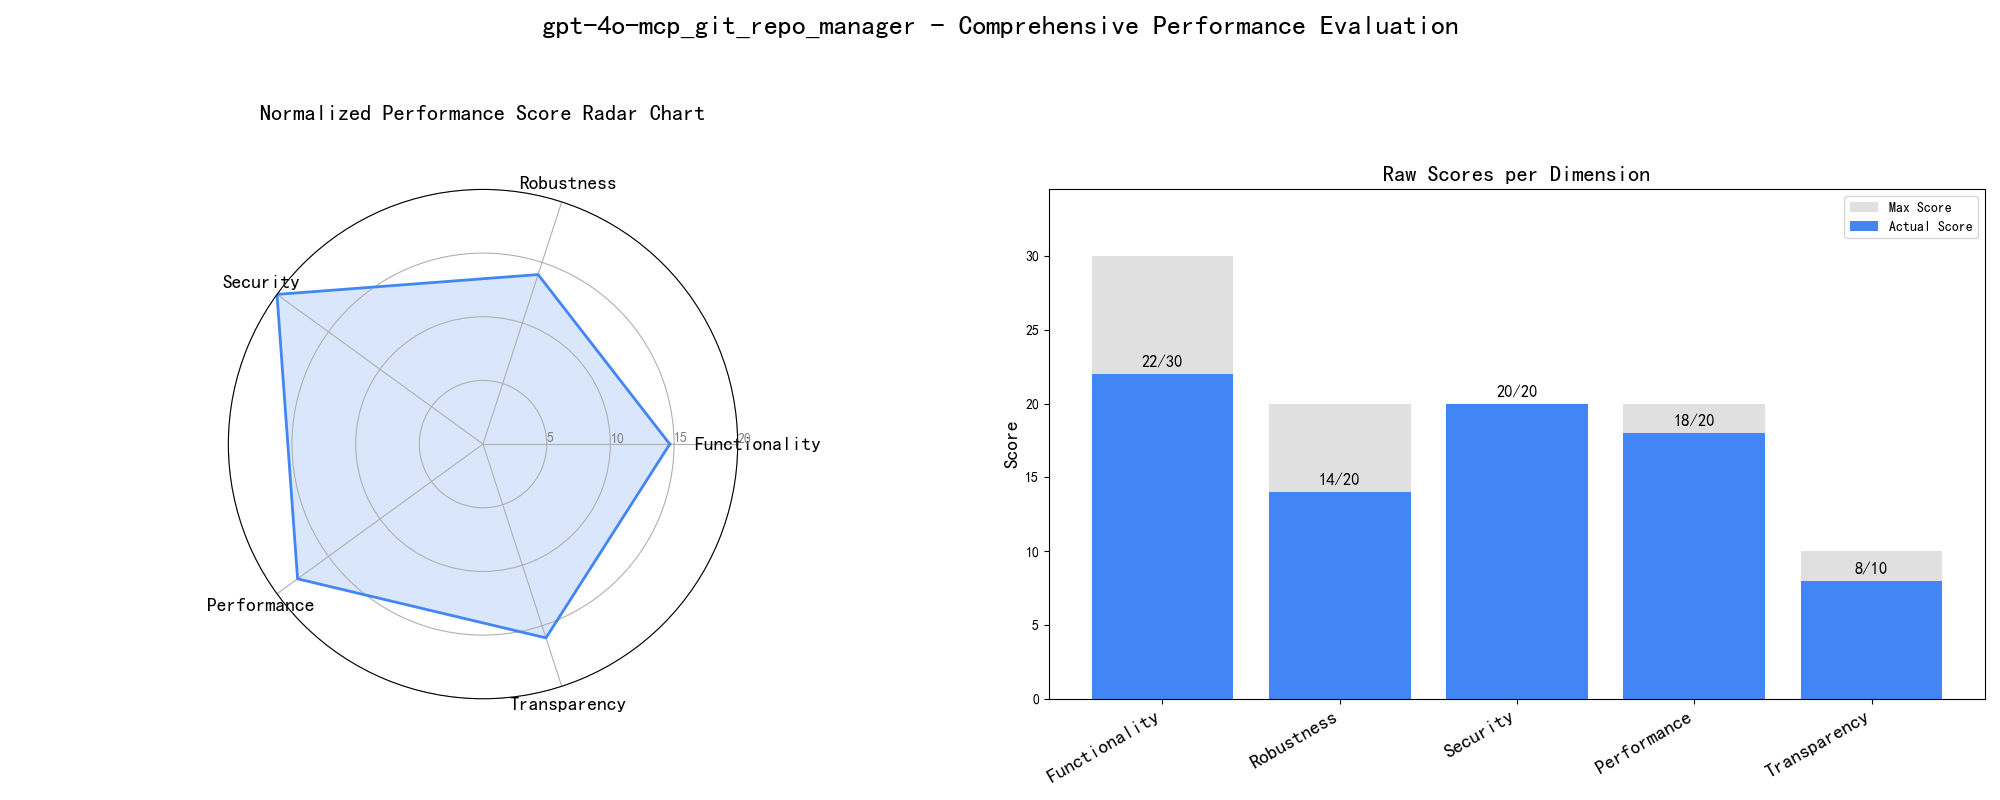 gpt-4o-mcp_git_repo_manager - Comprehensive Performance Evaluation
Normalized Performance Score Radar Chart
Robustness
Security
5
10
15
20
Functionality
Performance
Transparency
Raw Scores per Dimension
Max Score
Actual Score
30
25
20
15
10
5
0
Score
22/30
14/20
20/20
18/20
8/10
Functionality
Robustness
Security
Performance
Transparency